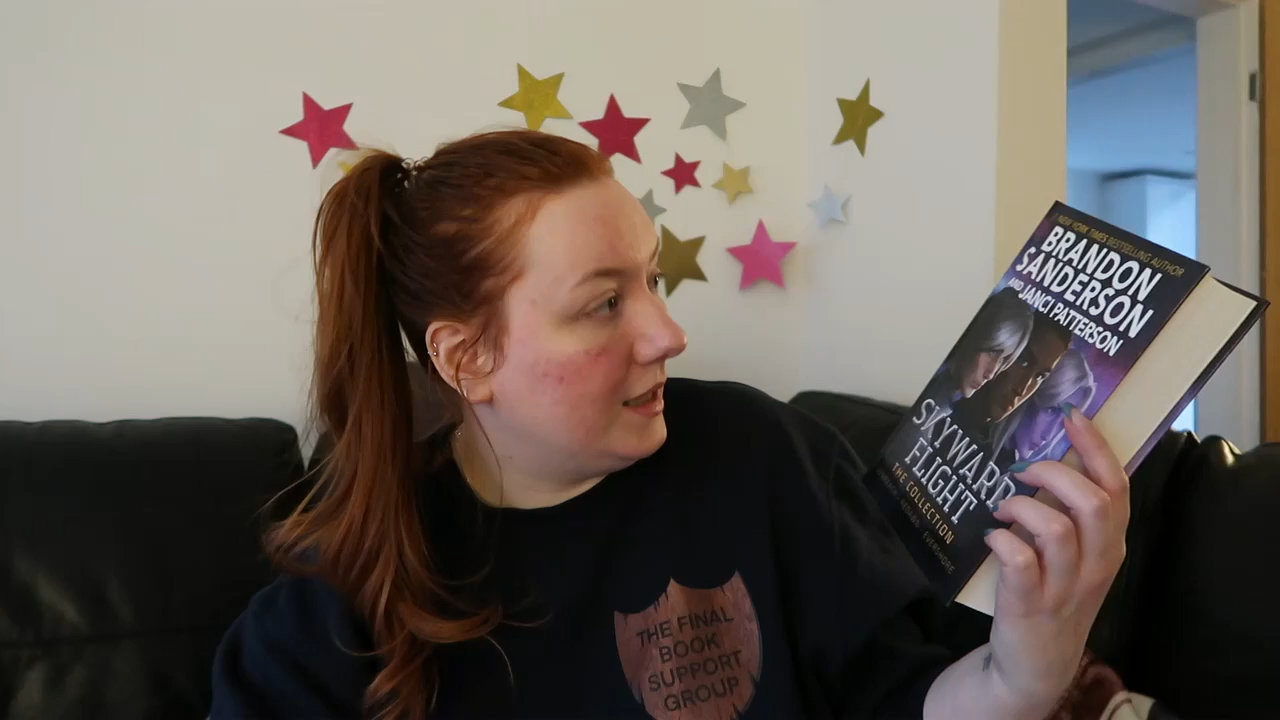 NEW YORK TIMES BESTSELLING AUTHOR
BRANDON
SANDERSON
AND JANCI PATTERSON
SKYWARD
FLIGHT
THE COLLECTION
EVERSHORE
THE FINAL
BOOK
SUPPORT
GROUP